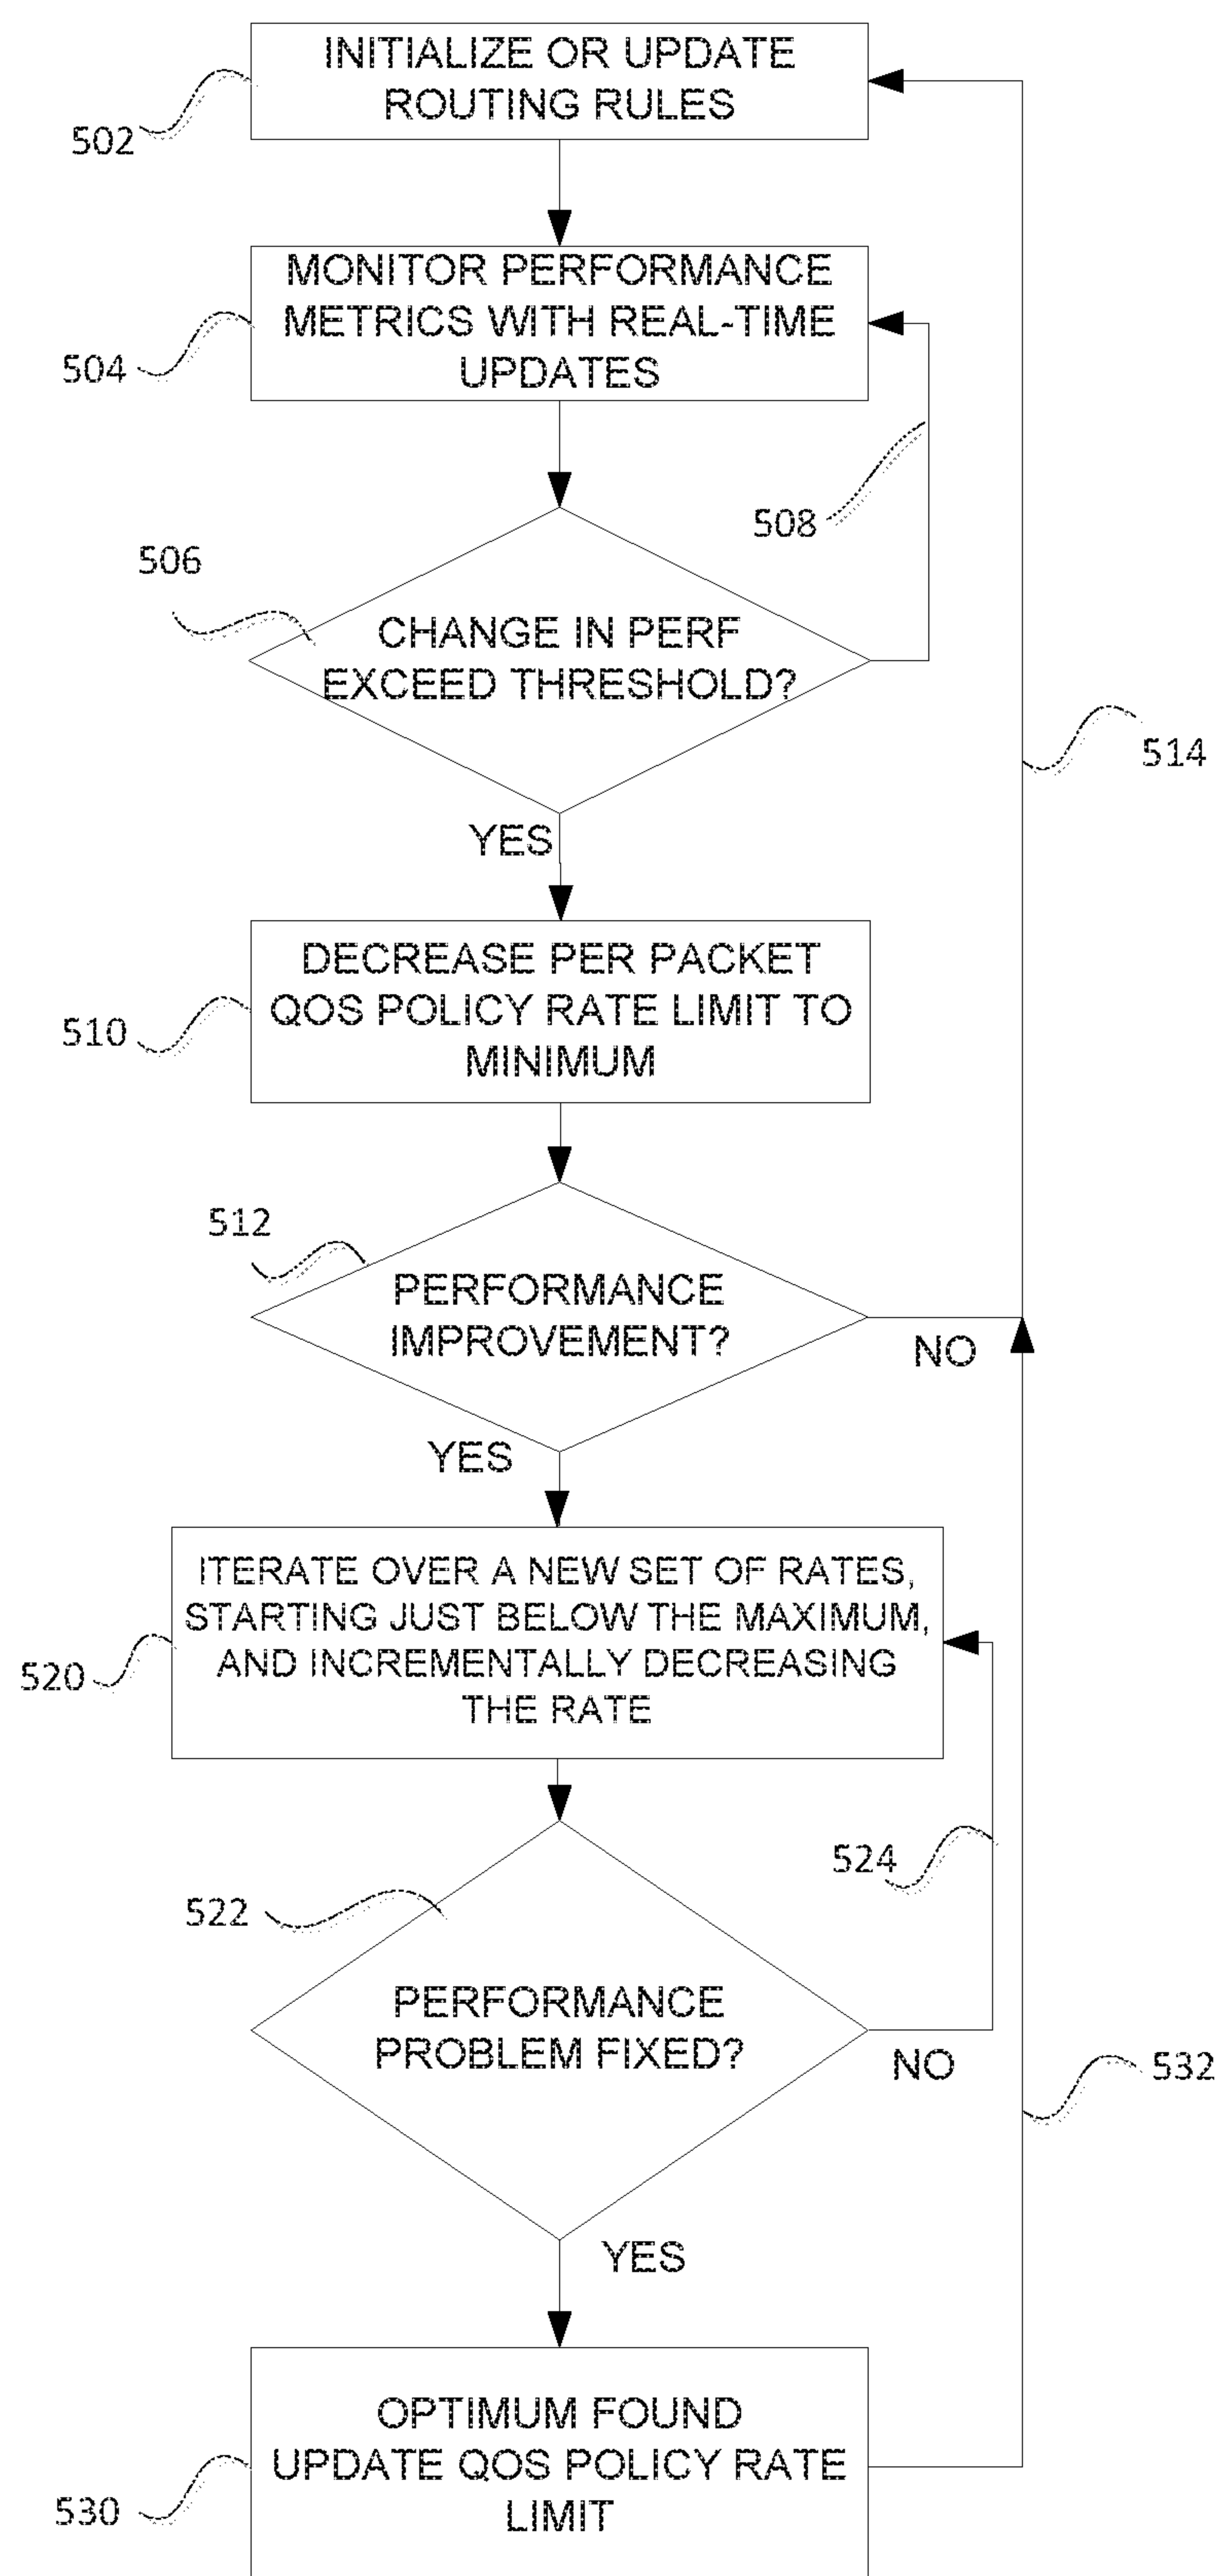 INITIALIZE OR UPDATE
ROUTING RULES
502
MONITOR PERFORMANCE
METRICS WITH REAL-TIME
UPDATES
504
508
506
CHANGE IN PERF
EXCEED THRESHOLD?
514
YES
DECREASE PER PACKET
QOS POLICY RATE LIMIT TO
MINIMUM
510
512
PERFORMANCE
IMPROVEMENT?
NO
YES
ITERATE OVER A NEW SET OF RATES,
STARTING JUST BELOW THE MAXIMUM,
AND INCREMENTALLY DECREASING
THE RATE
520
524
522
PERFORMANCE
PROBLEM FIXED?
NO
532
YES
OPTIMUM FOUND
UPDATE QOS POLICY RATE
LIMIT
530